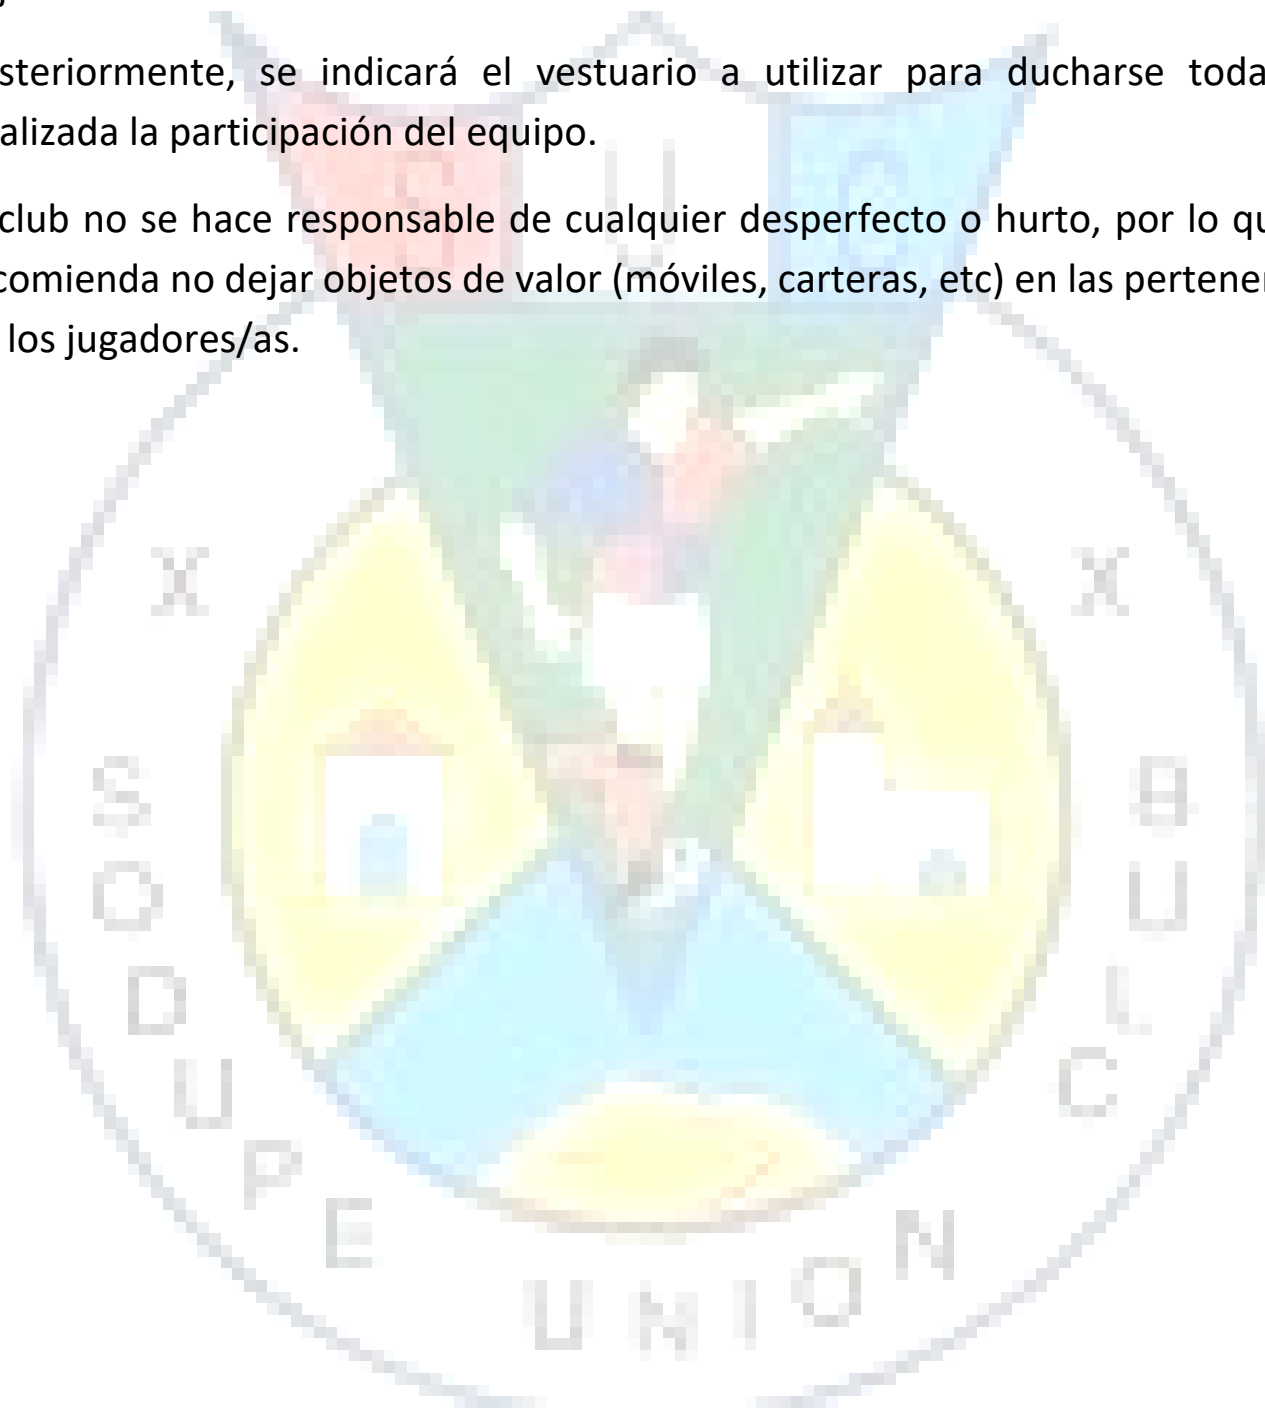 steriormente, se indicará el vestuario a utilizar para ducharse toda
alizada la participación del equipo.
club no se hace responsable de cualquier desperfecto o hurto, por lo qu
comienda no dejar objetos de valor (móviles, carteras, etc) en las pertene
los jugadores/as.
S U C
X X
SODUPE UNION CLUB